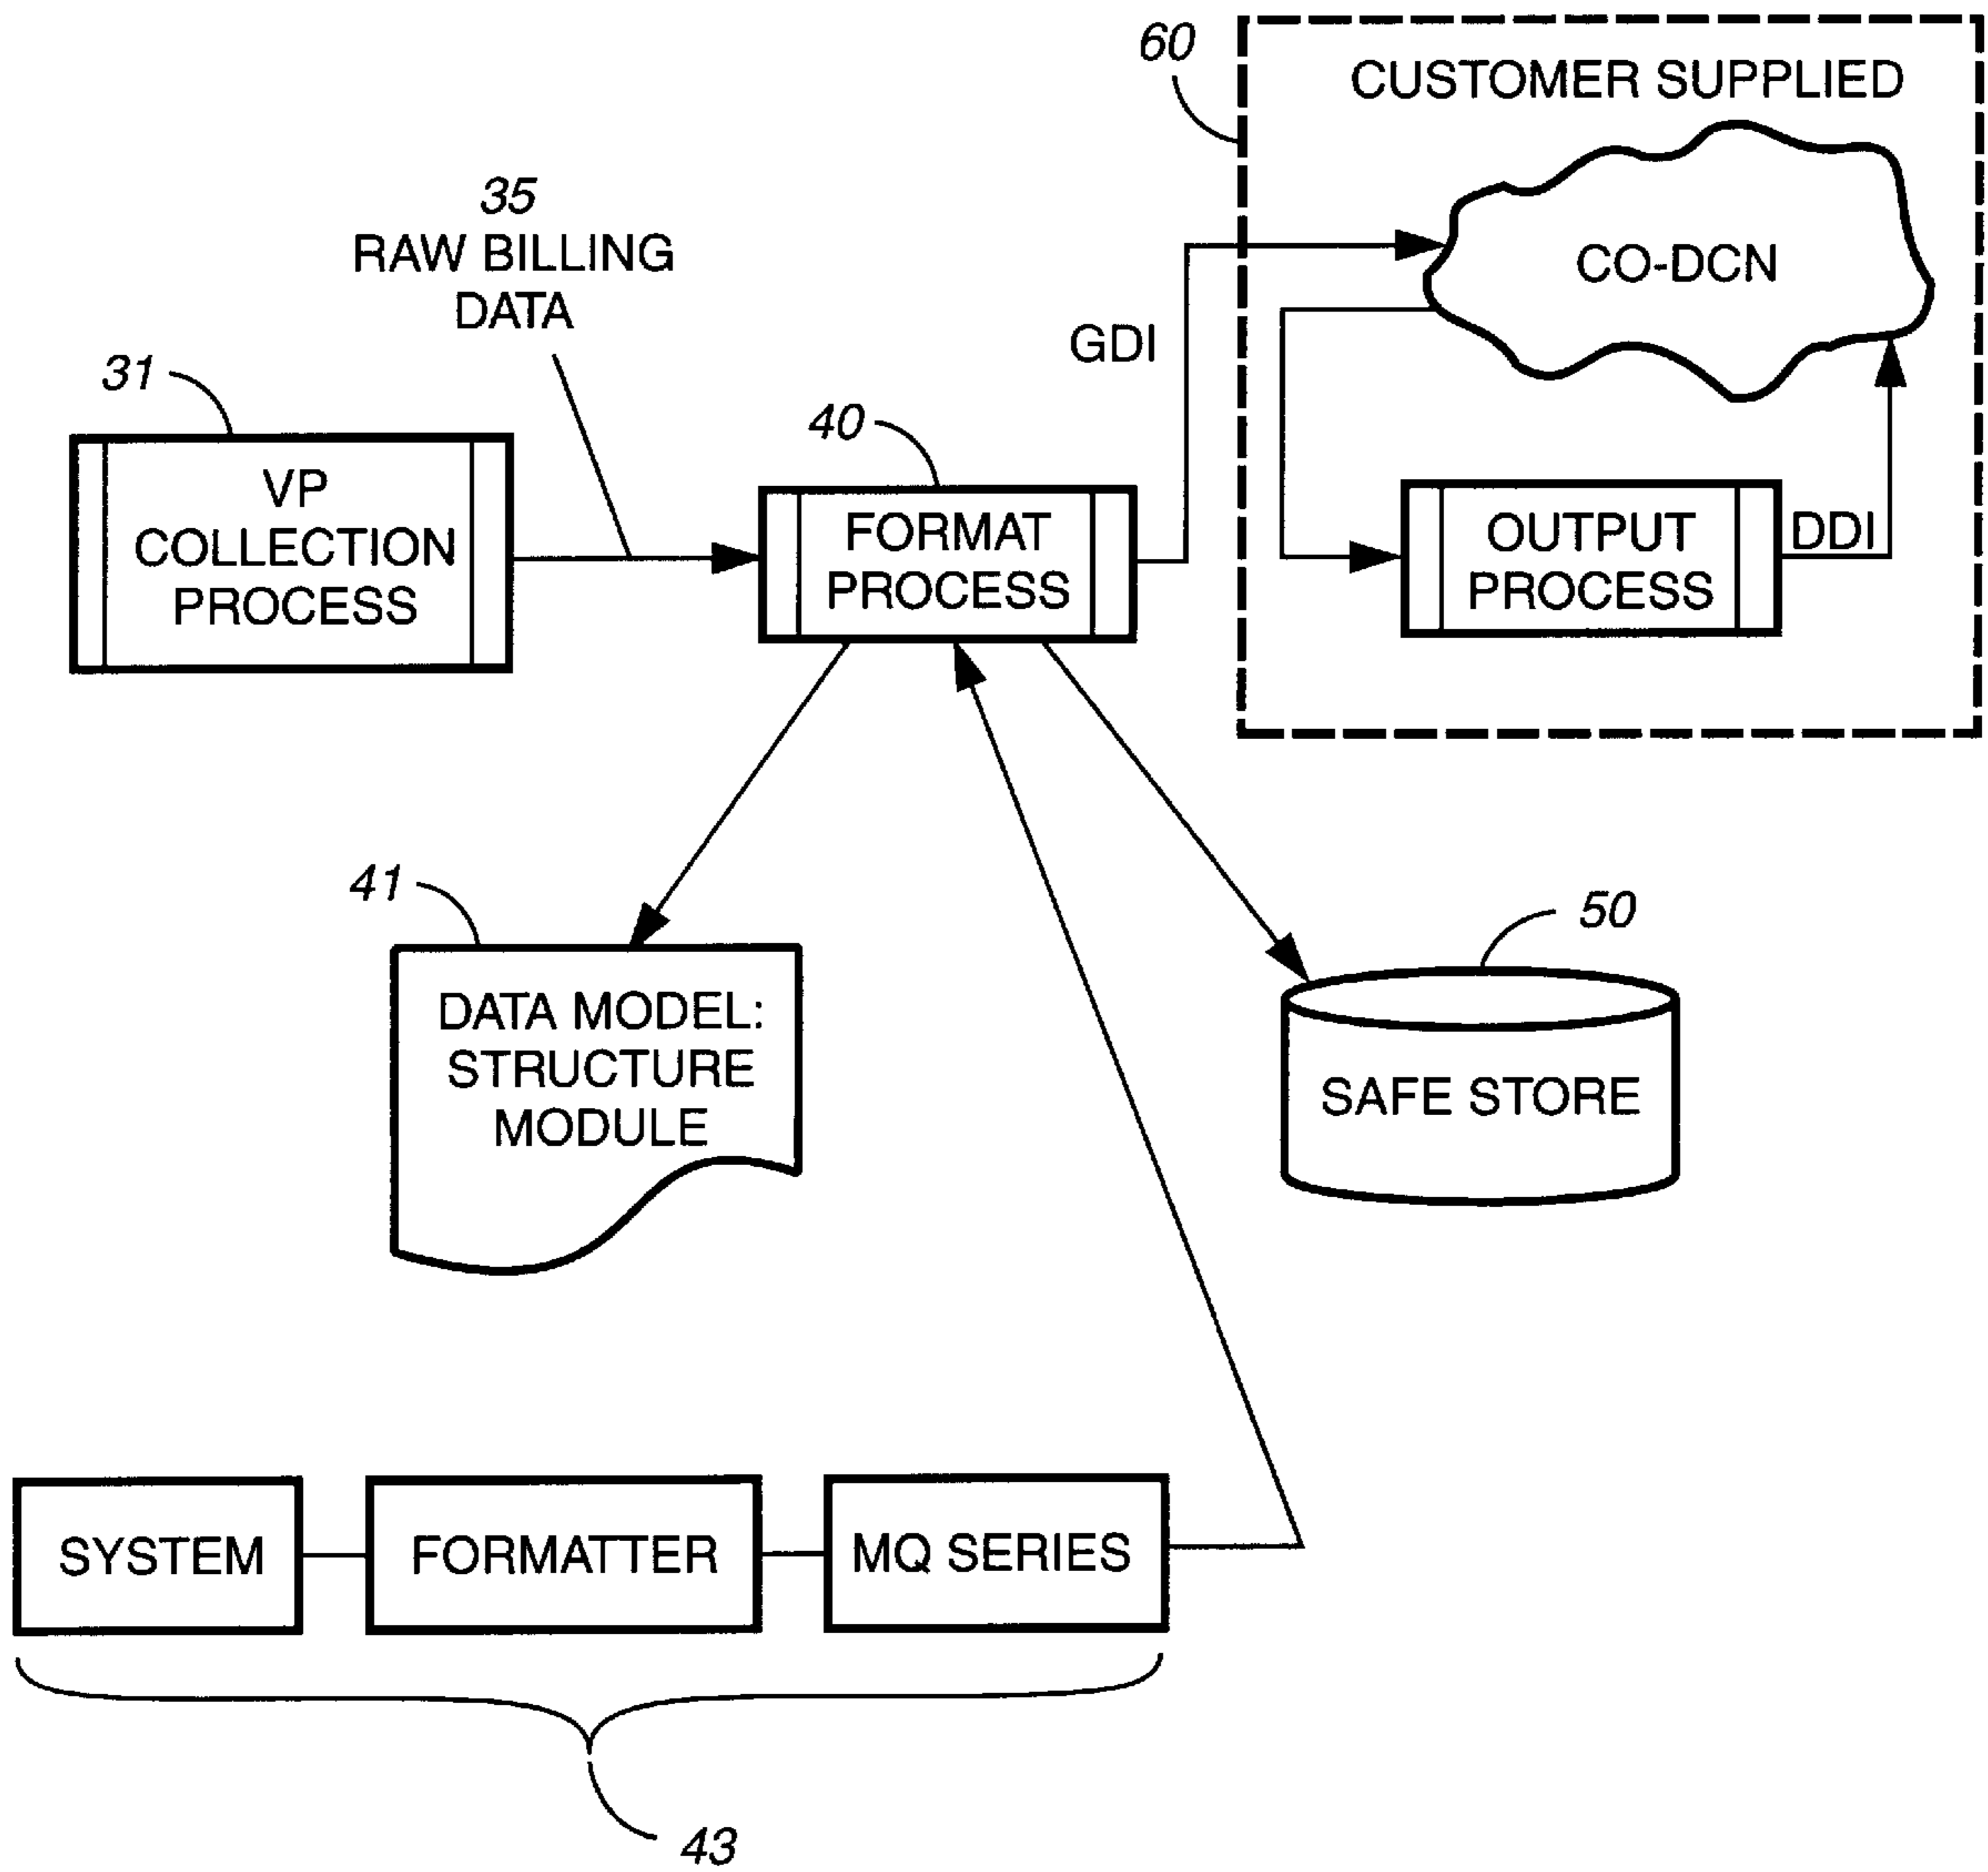 60
CUSTOMER SUPPLIED
CO-DCN
35
RAW BILLING
DATA
GDI
31
VP
COLLECTION
PROCESS
40
FORMAT
PROCESS
OUTPUT
PROCESS
DDI
41
DATA MODEL:
STRUCTURE
MODULE
50
SAFE STORE
SYSTEM
FORMATTER
MQ SERIES
43